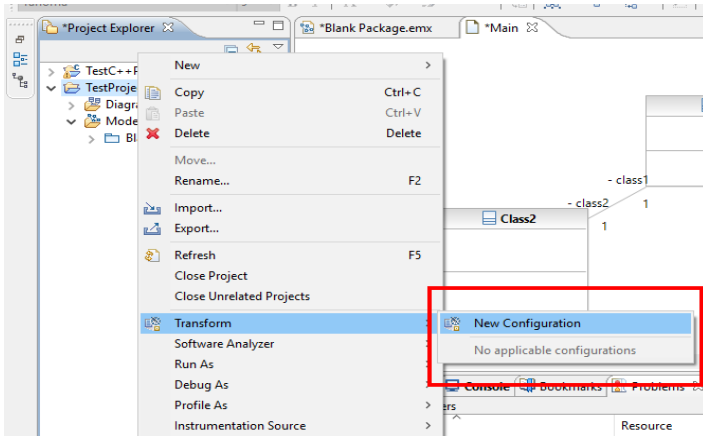 *Project Explorer
*Blank Package.emx
*Main
TestC++P
TestProje
Diagra
Mode
Bl
New
Copy Ctrl+C
Paste Ctrl+V
Delete Delete
Move...
Rename... F2
Import...
Export...
Refresh F5
Close Project
Close Unrelated Projects
Transform
Software Analyzer
Run As
Debug As
Profile As
Instrumentation Source
New Configuration
No applicable configurations
- class1
1
- class2
1
Class2
Console Bookmarks Problems
ers
Resource